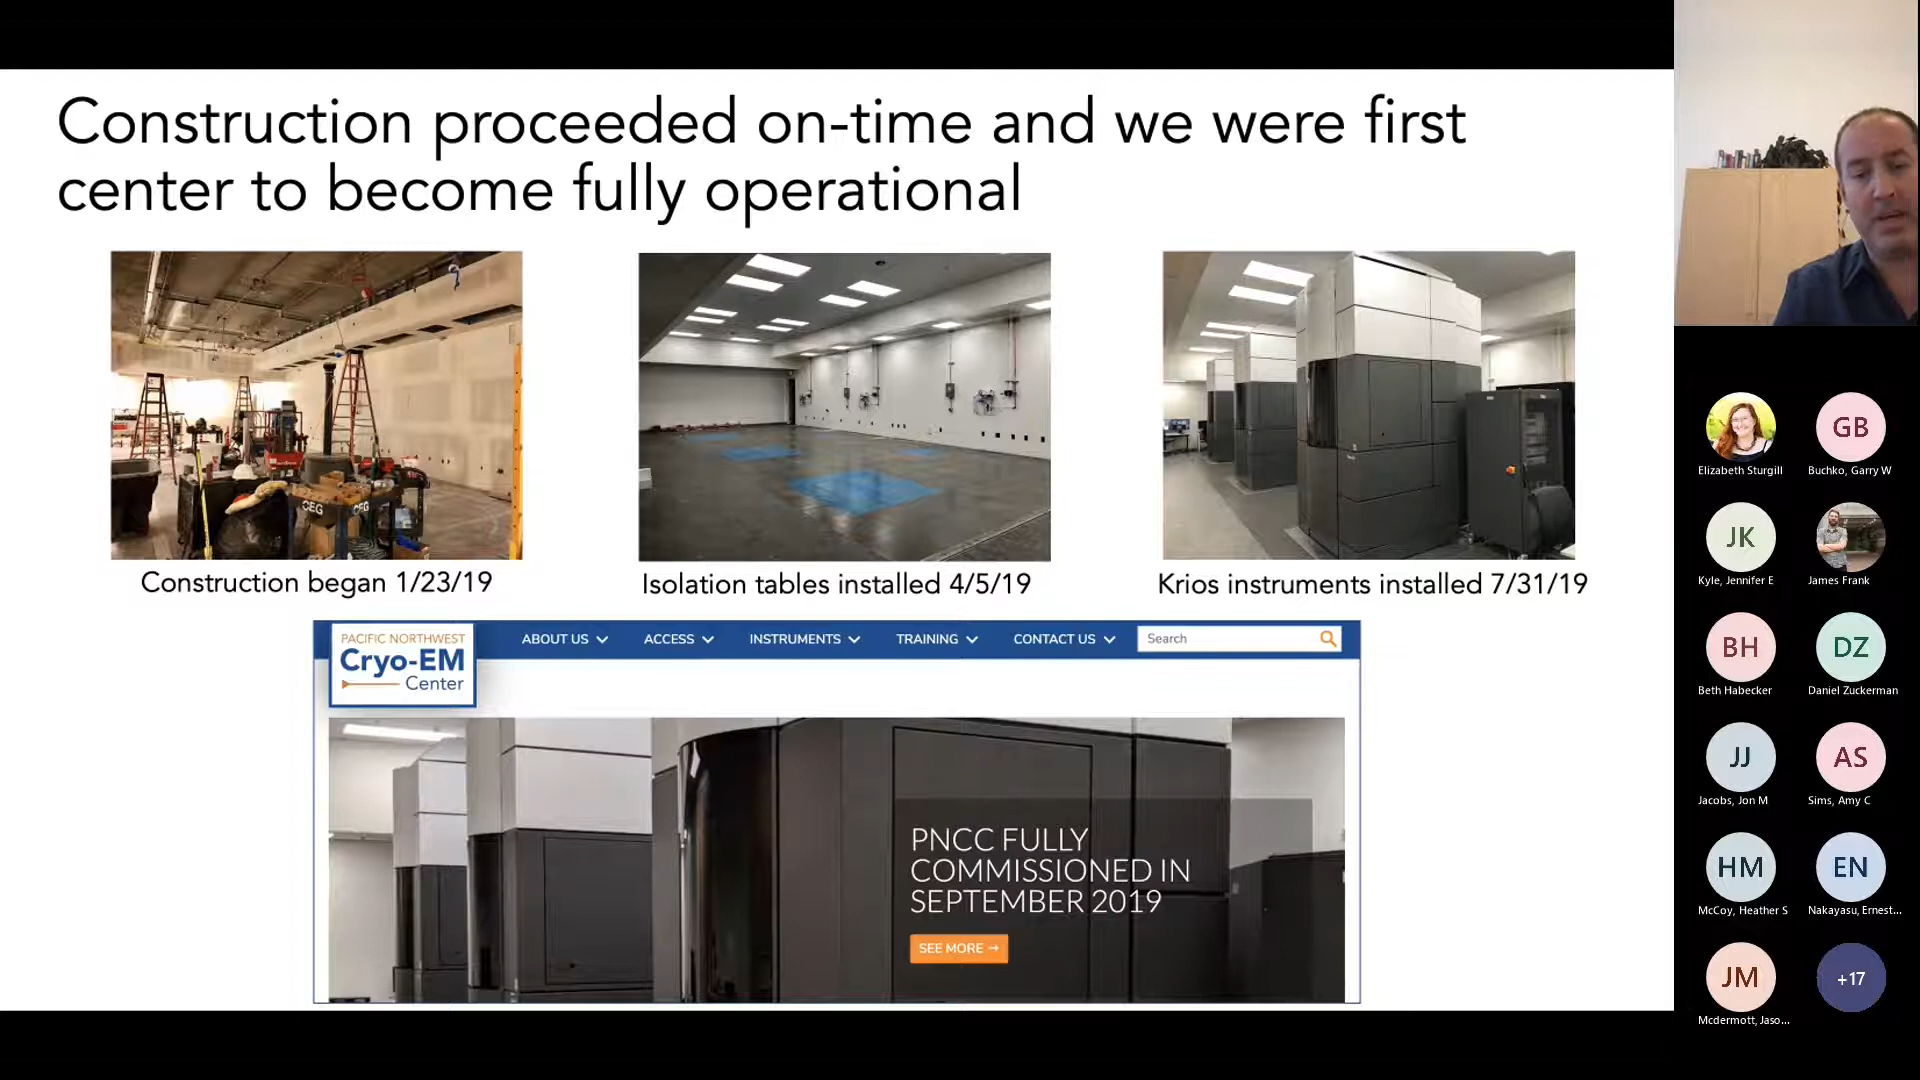 Construction proceeded on-time and we were first
center to become fully operational
CEG
CEG
Construction began 1/23/19
Isolation tables installed 4/5/19
Krios instruments installed 7/31/19
PACIFIC NORTHWEST
Cryo-EM
Center
ABOUT US
ACCESS
INSTRUMENTS
TRAINING
CONTACT US
Search
PNCC FULLY
COMMISSIONED IN
SEPTEMBER 2019
SEE MORE →
Elizabeth Sturgill
GB
Buchko, Garry W
JK
Kyle, Jennifer E
James Frank
BH
Beth Habecker
DZ
Daniel Zuckerman
JJ
Jacobs, Jon M
AS
Sims, Amy C
HM
McCoy, Heather S
EN
Nakayasu, Ernest...
JM
Mcdermott, Jaso...
+17